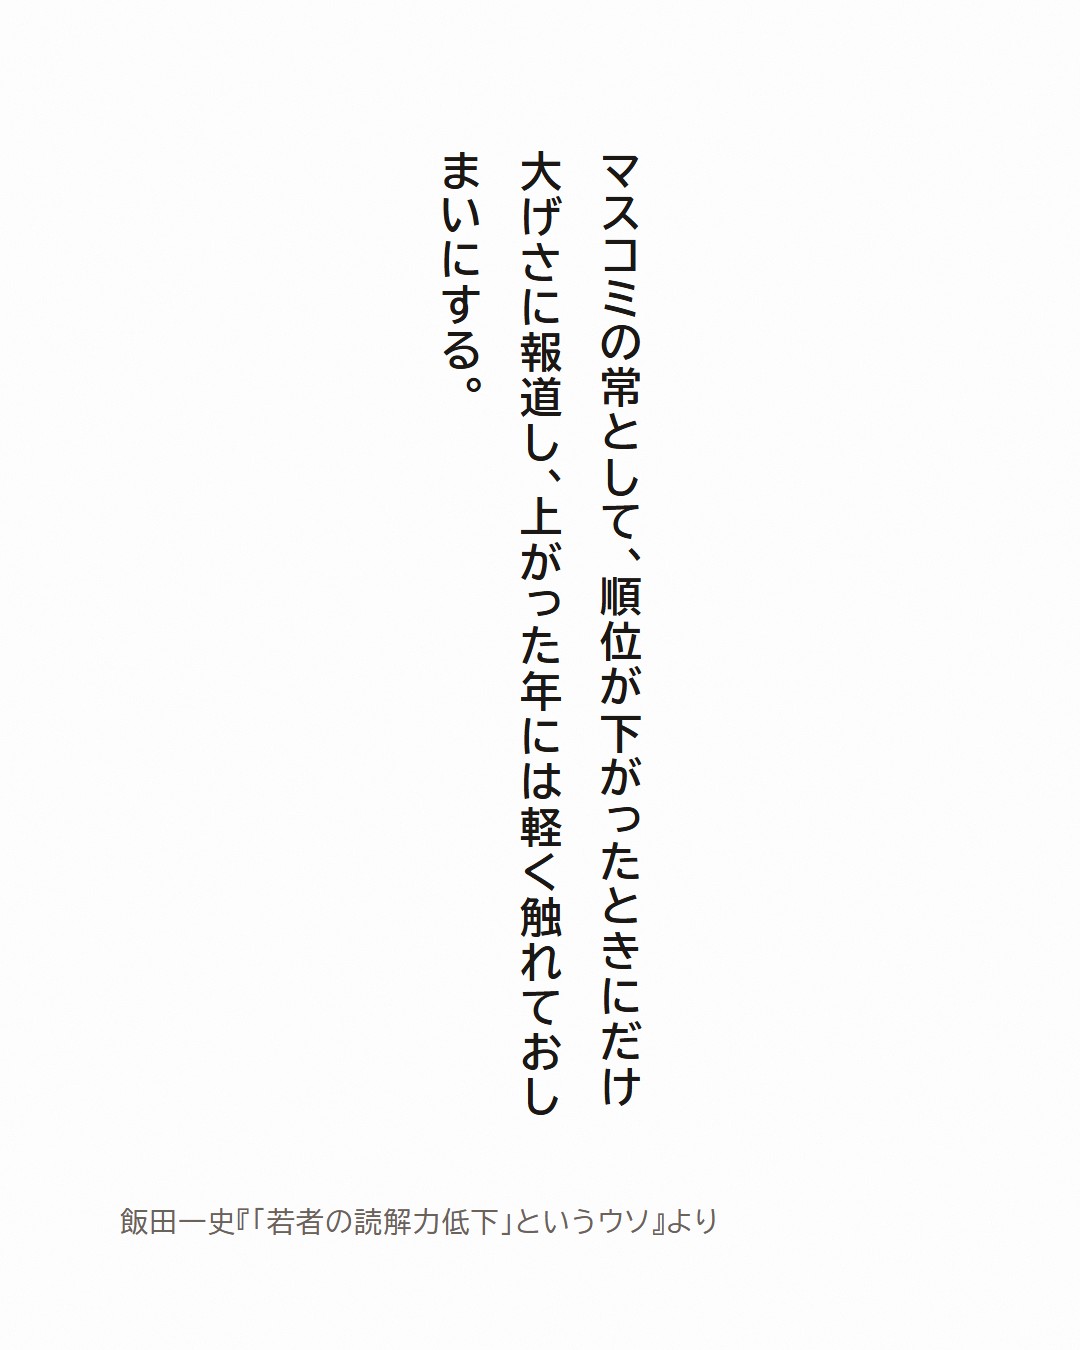 マスコミの常として、順位が下がったときにだけ
大げさに報道し、上がった年には軽く触れておし
まいにする。
飯田一史『「若者の読解力低下」というウソ』より